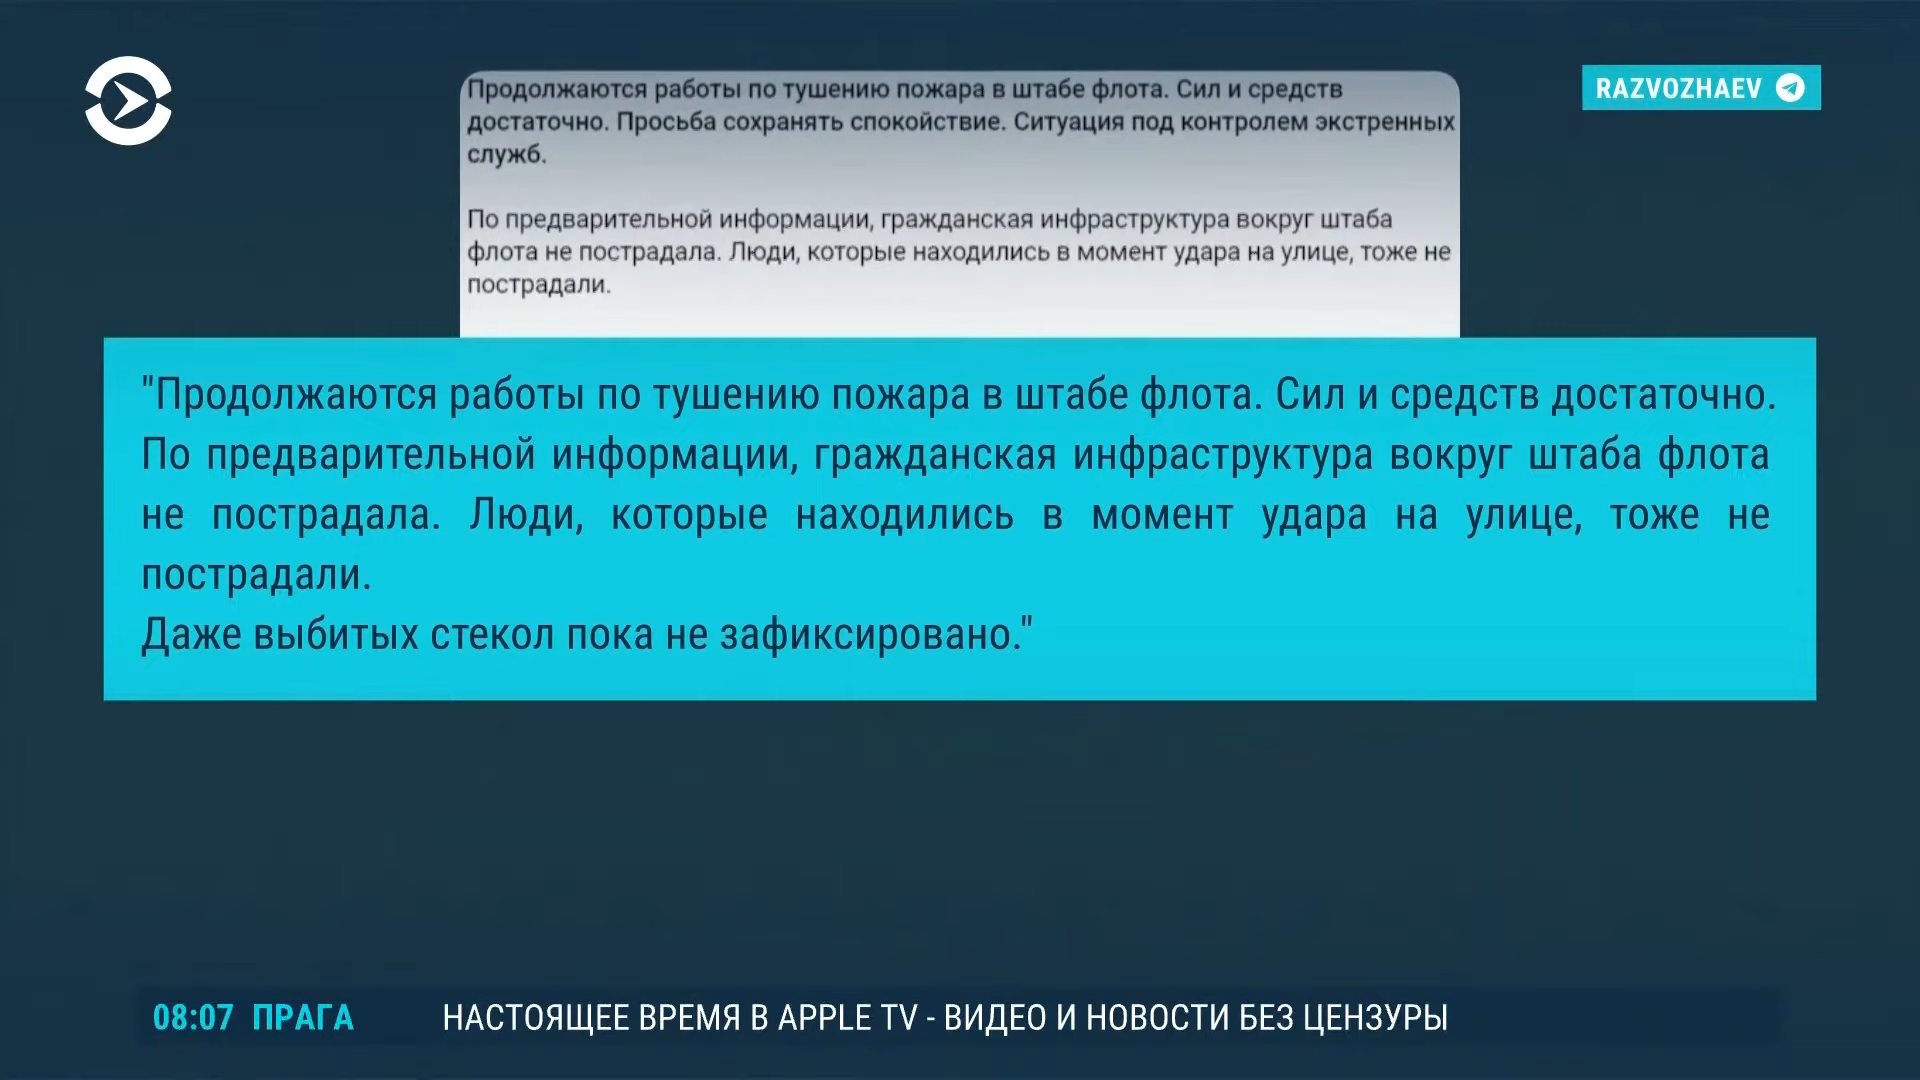 RAZVOZHAEV
Продолжаются работы по тушению пожара в штабе флота. Сил и средств
достаточно. Просьба сохранять спокойствие. Ситуация под контролем экстренных
служб.
По предварительной информации, гражданская инфраструктура вокруг штаба
флота не пострадала. Люди, которые находились в момент удара на улице, тоже не
пострадали.
"Продолжаются работы по тушению пожара в штабе флота. Сил и средств достаточно.
По предварительной информации, гражданская инфраструктура вокруг штаба флота
не пострадала. Люди, которые находились в момент удара на улице, тоже не
пострадали.
Даже выбитых стекол пока не зафиксировано."
08:07 ПРАГА
НАСТОЯЩЕЕ ВРЕМЯ В APPLE TV - ВИДЕО И НОВОСТИ БЕЗ ЦЕНЗУРЫ